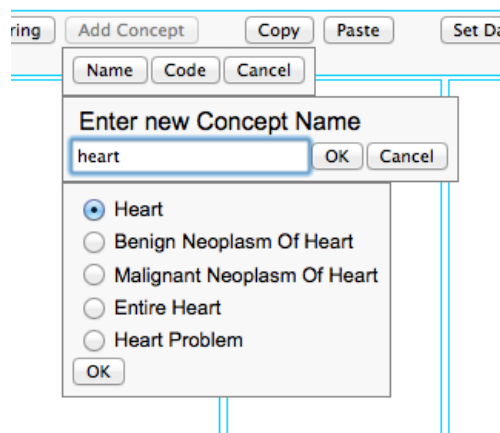 ring Add Concept Copy Paste Set Da
Name Code Cancel
Enter new Concept Name
heart OK Cancel
Heart
Benign Neoplasm Of Heart
Malignant Neoplasm Of Heart
Entire Heart
Heart Problem
OK